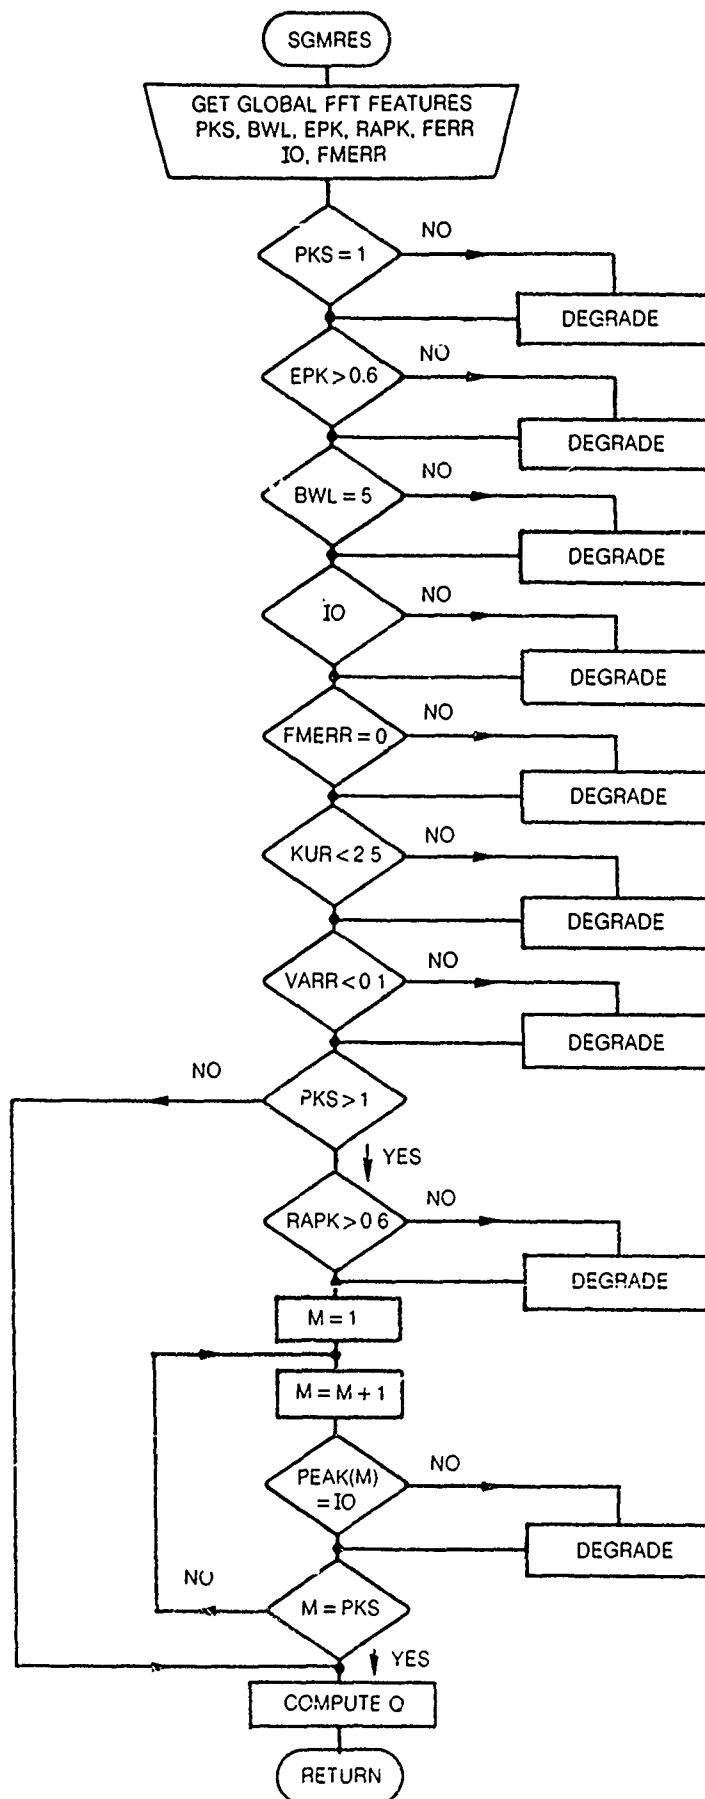 SGMRES
GET GLOBAL FFT FEATURES
PKS, BWL, EPK, RAPK, FERR
IO, FMERR
PKS = 1
NO
DEGRADE
EPK > 0.6
NO
DEGRADE
BWL = 5
NO
DEGRADE
IO
NO
DEGRADE
FMERR = 0
NO
DEGRADE
KUR < 2 5
NO
DEGRADE
VARR < 0 1
NO
DEGRADE
NO
PKS > 1
YES
RAPK > 0 6
NO
DEGRADE
M = 1
M = M + 1
PEAK(M)
= IO
NO
DEGRADE
NO
M = PKS
YES
COMPUTE Q
RETURN